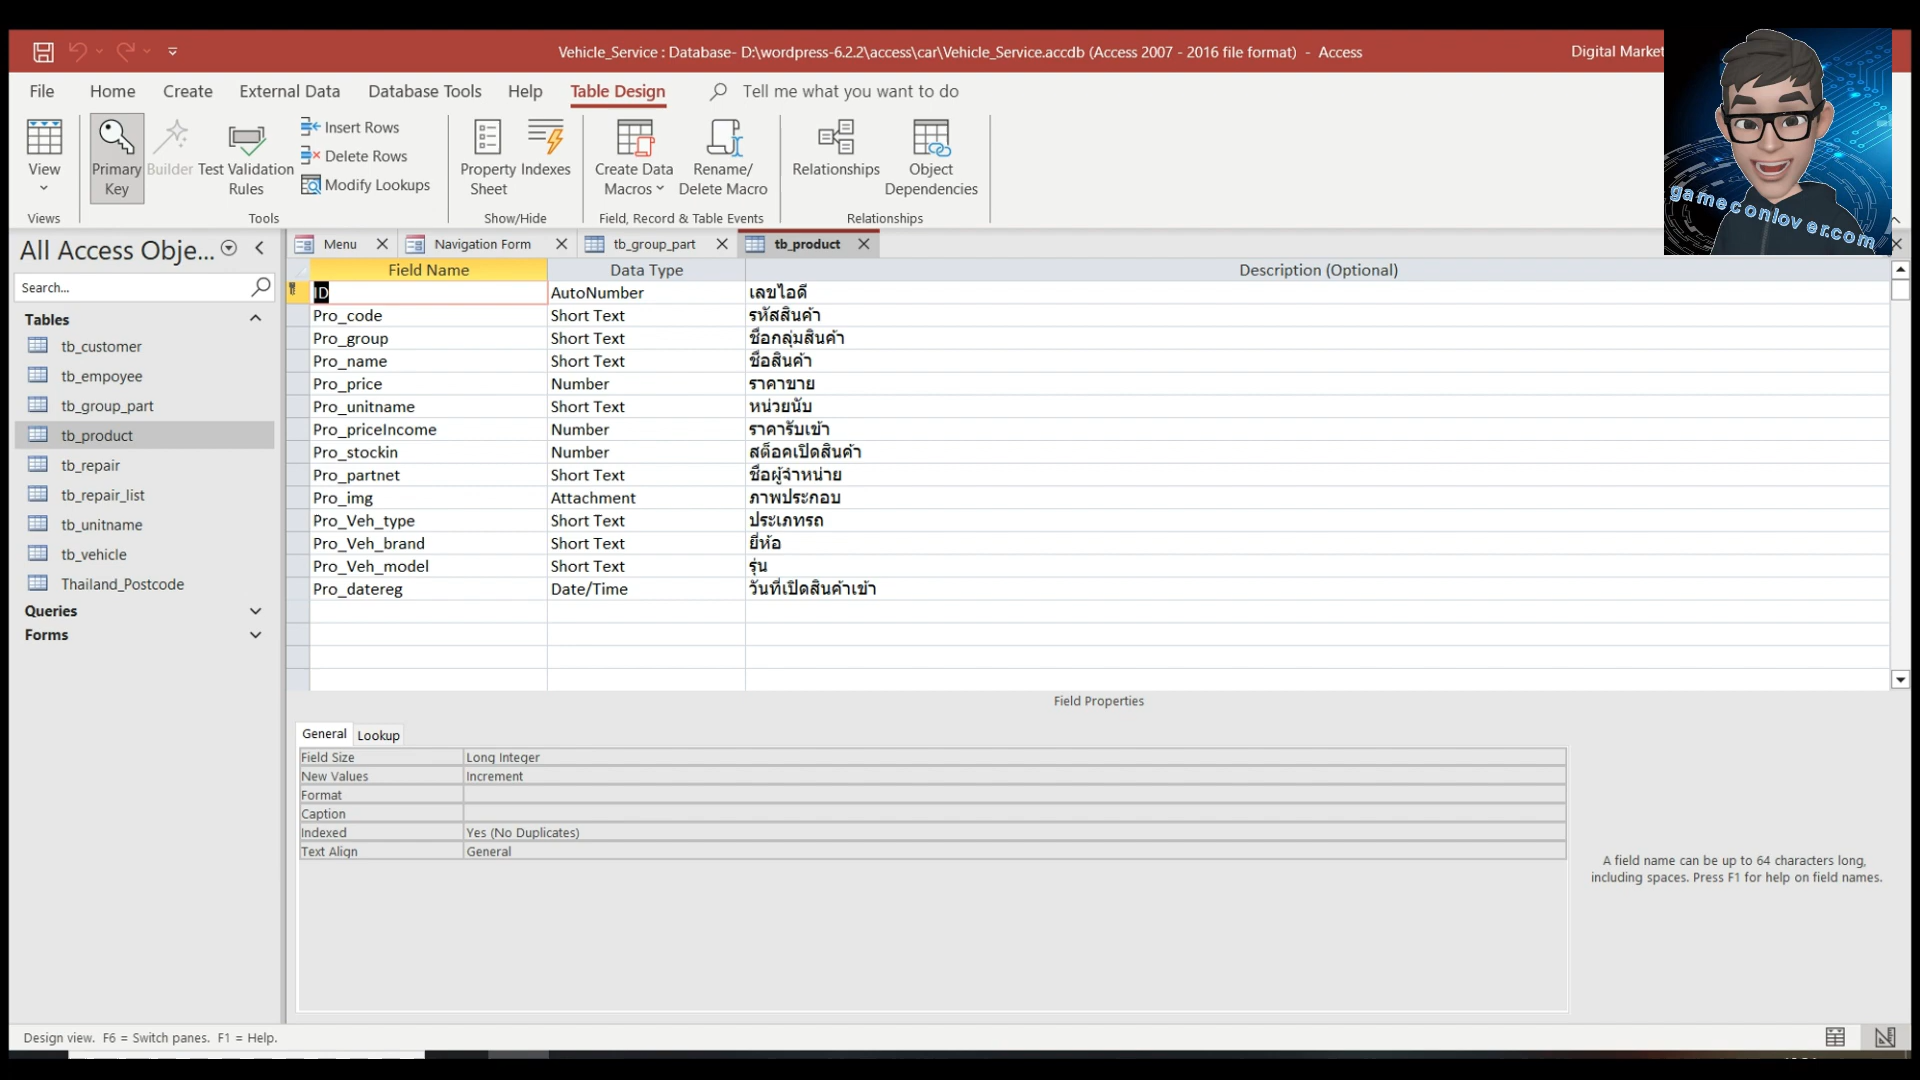 Vehicle_Service : Database- D:\wordpress-6.2.2\access\car\Vehicle_Service.accdb (Access 2007 - 2016 file format) - Access
Digital Market
File Home Create External Data Database Tools Help Table Design Tell me what you want to do
View
Primary Key
Builder
Test Validation Rules
Insert Rows
Delete Rows
Modify Lookups
Property Sheet
Indexes
Create Data Macros
Rename/ Delete Macro
Relationships
Object Dependencies
Views
Tools
Show/Hide
Field, Record & Table Events
Relationships
gameconlover.com
All Access Obje...
Search...
Tables
tb_customer
tb_empoyee
tb_group_part
tb_product
tb_repair
tb_repair_list
tb_unitname
tb_vehicle
Thailand_Postcode
Queries
Forms
Menu Navigation Form tb_group_part tb_product
Field Name Data Type Description (Optional)
ID AutoNumber เลขไอดี
Pro_code Short Text รหัสสินค้า
Pro_group Short Text ชื่อกลุ่มสินค้า
Pro_name Short Text ชื่อสินค้า
Pro_price Number ราคาขาย
Pro_unitname Short Text หน่วยนับ
Pro_priceIncome Number ราคารับเข้า
Pro_stockin Number สต็อคเปิดสินค้า
Pro_partnet Short Text ชื่อผู้จำหน่าย
Pro_img Attachment ภาพประกอบ
Pro_Veh_type Short Text ประเภทรถ
Pro_Veh_brand Short Text ยี่ห้อ
Pro_Veh_model Short Text รุ่น
Pro_datereg Date/Time วันที่เปิดสินค้าเข้า
Field Properties
General Lookup
Field Size Long Integer
New Values Increment
Format
Caption
Indexed Yes (No Duplicates)
Text Align General
A field name can be up to 64 characters long,
including spaces. Press F1 for help on field names.
Design view. F6 = Switch panes. F1 = Help.